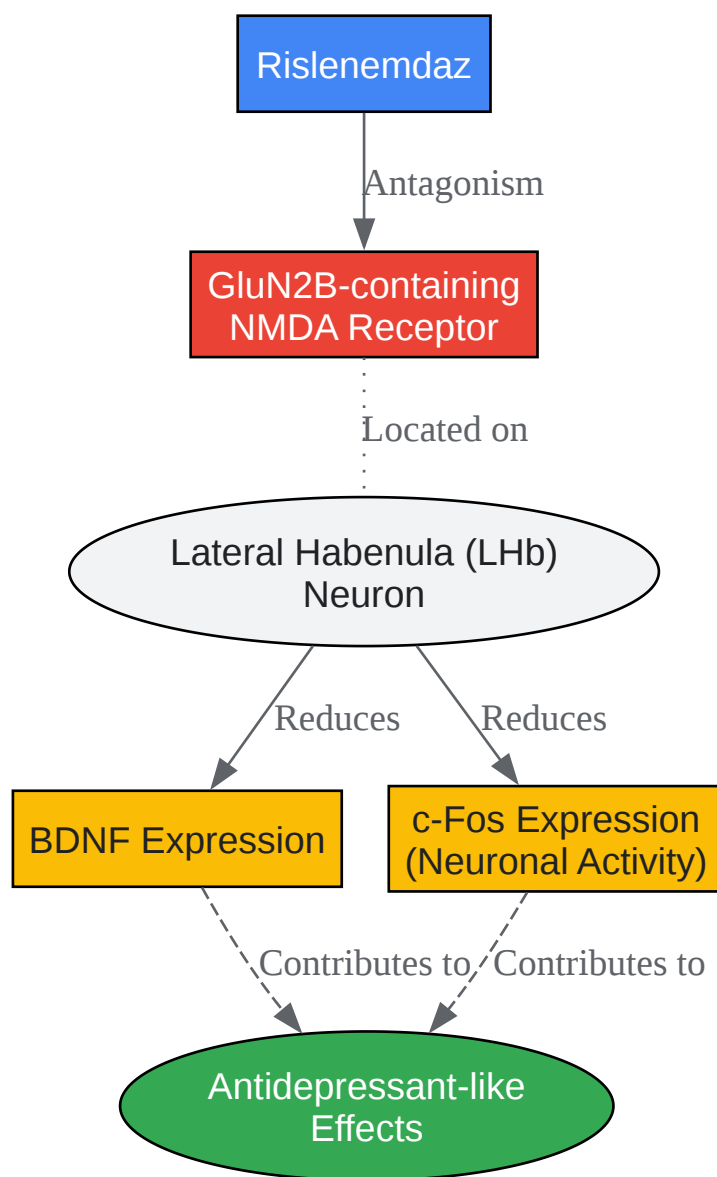 Rislenemdaz
Antagonism
GluN2B-containing
NMDA Receptor
Located on
Lateral Habenula (LHb)
Neuron
Reduces
Reduces
BDNF Expression
c-Fos Expression
(Neuronal Activity)
Contributes to
Contributes to
Antidepressant-like
Effects